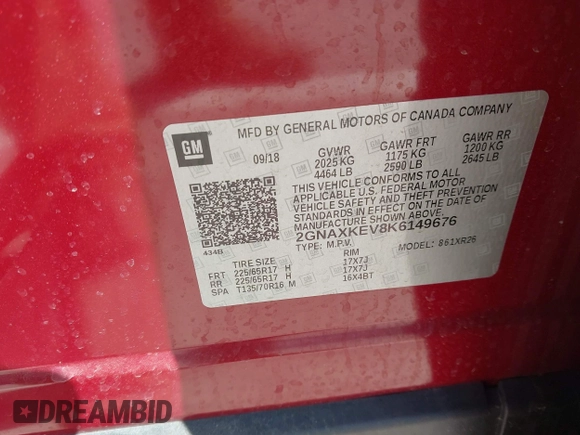 MFD BY GENERAL MOTORS OF CANADA COMPANY
GM
09/18
GVWR GAWR FRT GAWR RR
2025 KG 1175 KG 1200 KG
4464 LB 2590 LB 2645 LB
THIS VEHICLE CONFORMS TO ALL
APPLICABLE U.S. FEDERAL MOTOR
VEHICLE SAFETY AND THEFT PREVENTION
STANDARDS IN EFFECT ON THE DATE OF
MANUFACTURE SHOWN ABOVE.
2GNAXKEV8K6149676
TYPE: M.P.V. MODEL: 861XR26
434B
TIRE SIZE RIM
FRT 225/65R17 H 17X7J
RR 225/65R17 H 17X7J
SPA T135/70R16 M 16X4BT
DREAMBID